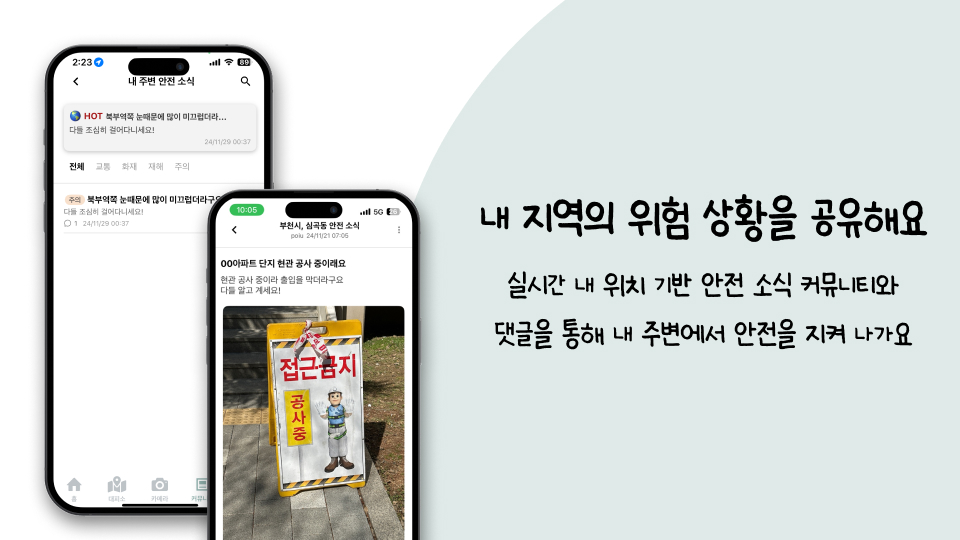 2:23
89
내 주변 안전 소식
HOT 북부역쪽 눈때문에 많이 미끄럽더라...
다들 조심히 걸어다니세요!
24/11/29 00:37
전체 교통 화재 재해 주의
주의 북부역쪽 눈때문에 많이 미끄럽더라구
다들 조심히 걸어다니세요!
1 24/11/29 00:37
홈 대피소 카메라 커뮤니
10:05
5G
부천시, 심곡동 안전 소식
poiu 24/11/21 07:05
00아파트 단지 현관 공사 중이래요
현관 공사 중이라 출입을 막더라구요
다들 알고 계세요!
접근금지
공사중
내 지역의 위험 상황을 공유해요
실시간 내 위치 기반 안전 소식 커뮤니티와
댓글을 통해 내 주변에서 안전을 지켜 나가요